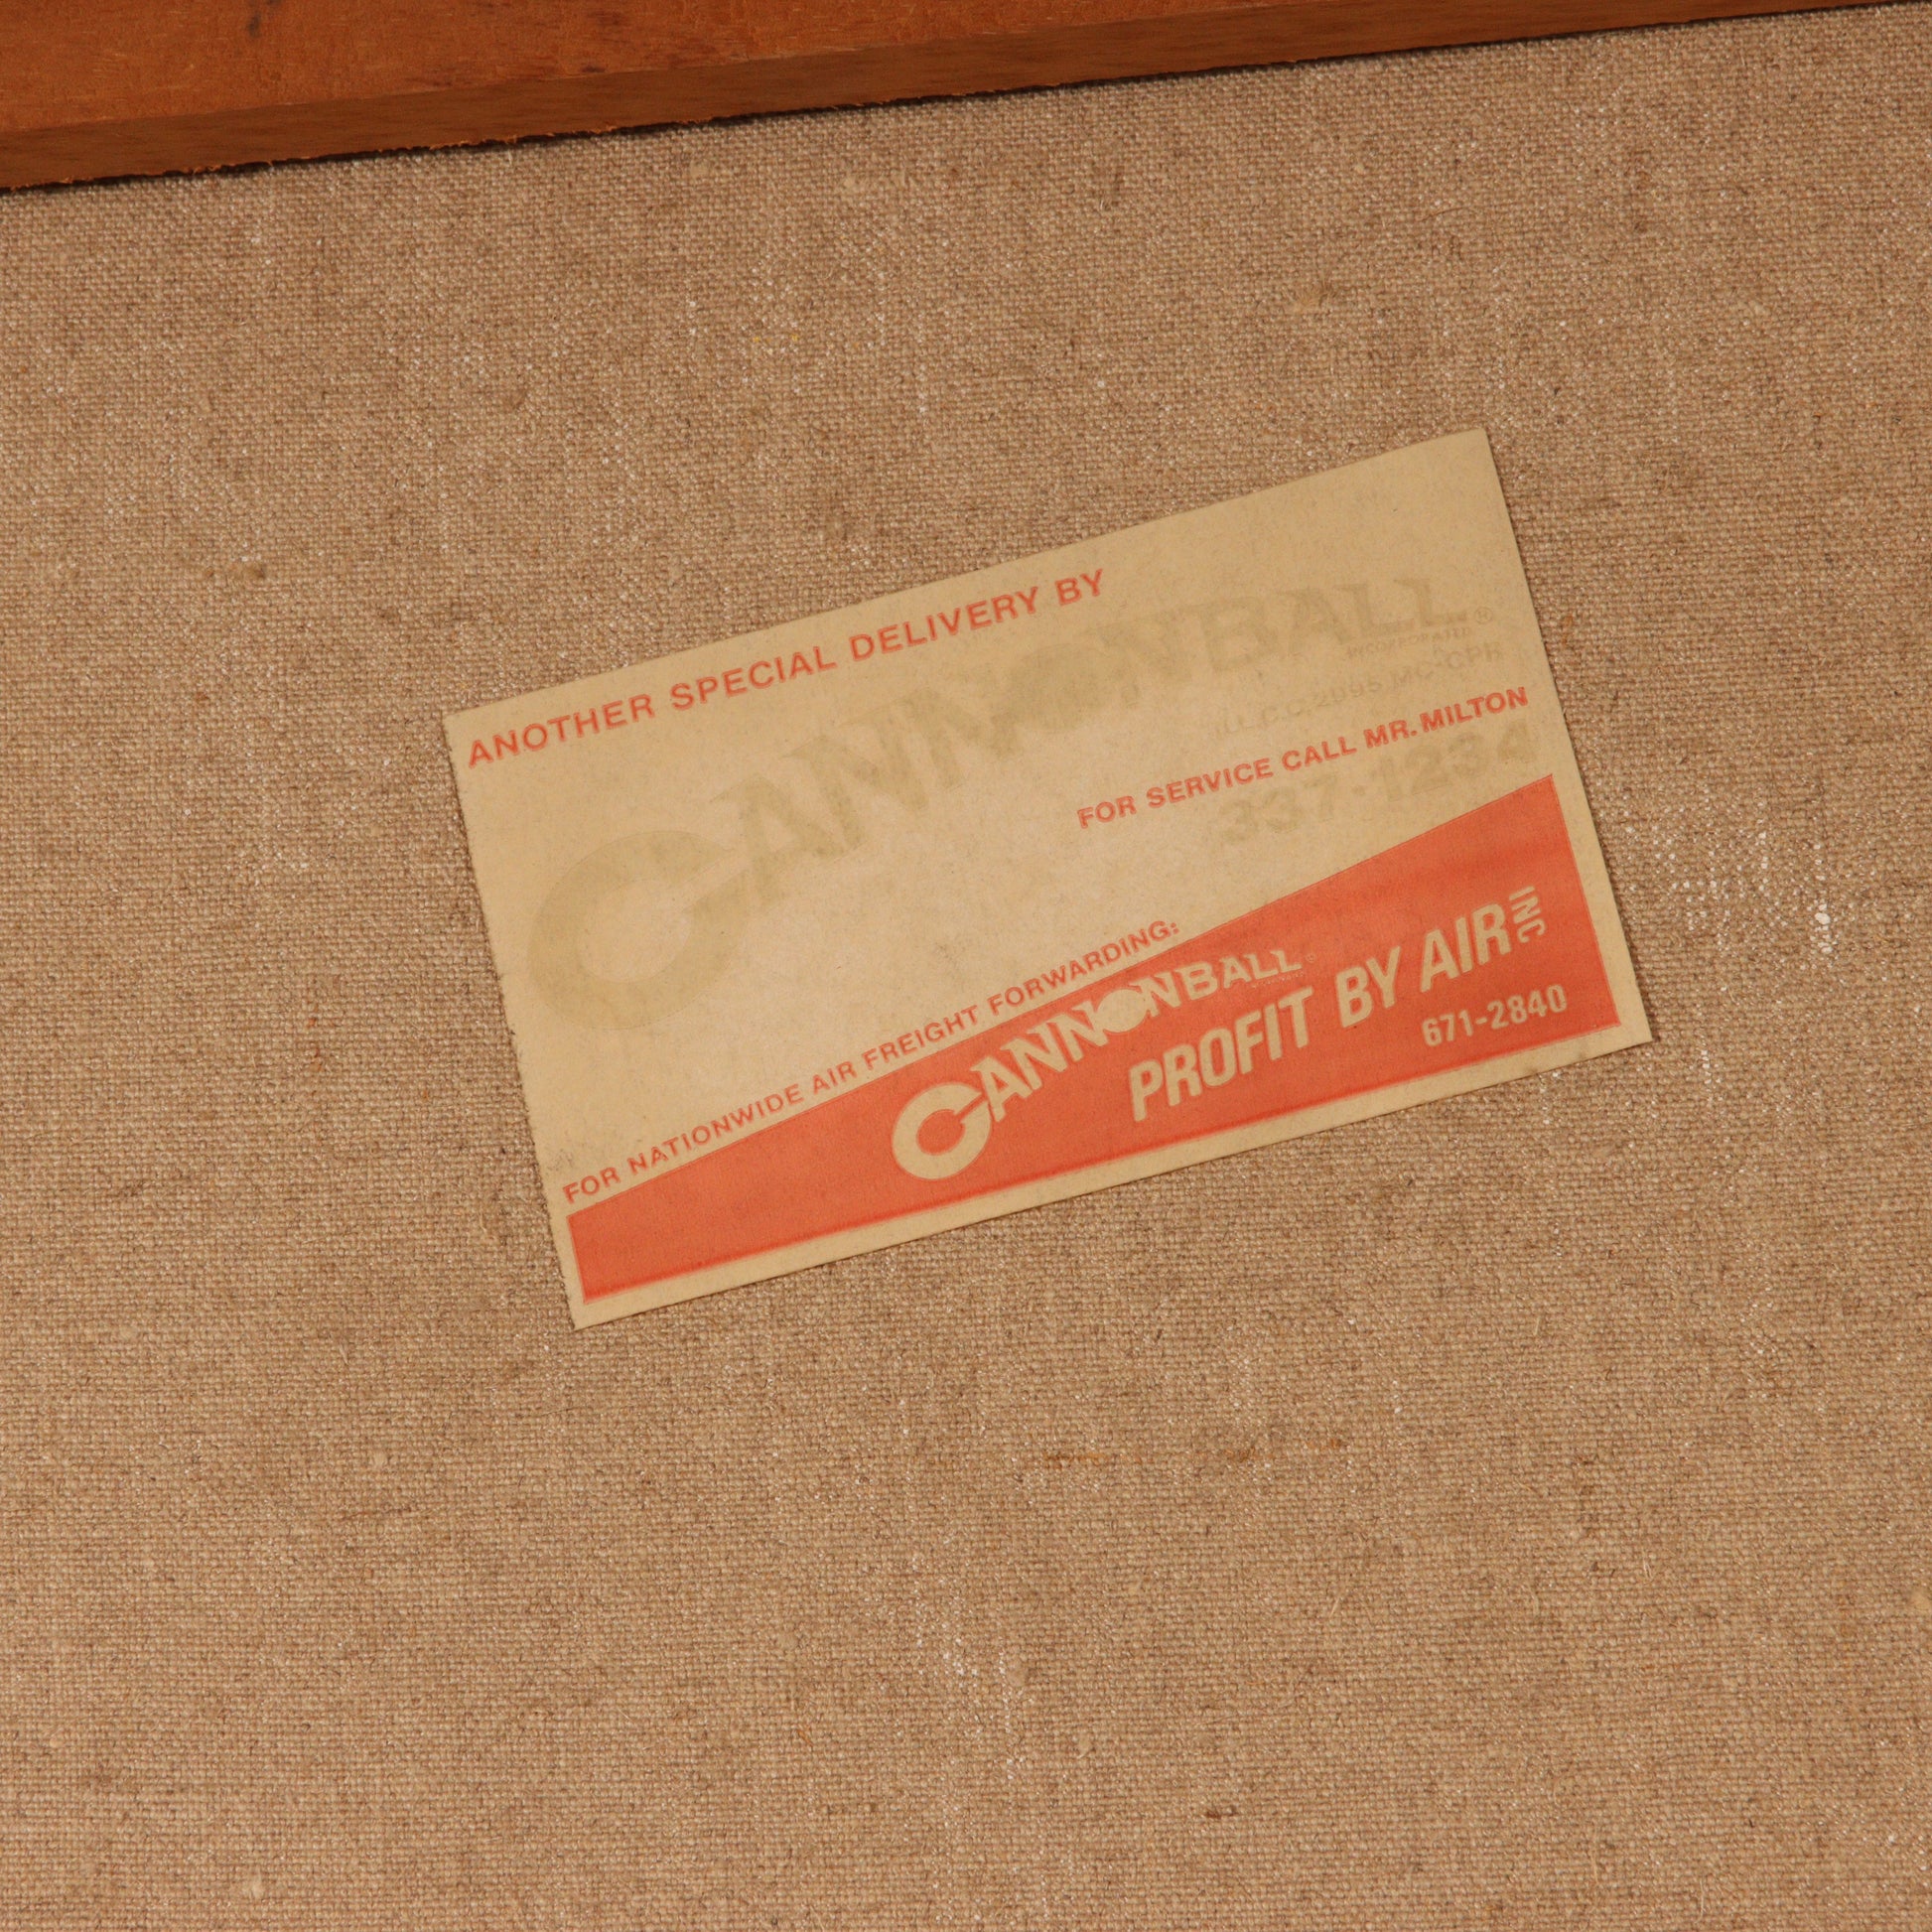 ANOTHER SPECIAL DELIVERY BY
CANNONBALL®
INCORPORATED
ILL.C.C. 2095 MC-CPR
FOR SERVICE CALL MR. MILTON
337-1234
FOR NATIONWIDE AIR FREIGHT FORWARDING:
CANNONBALL
PROFIT BY AIR INC
671-2840